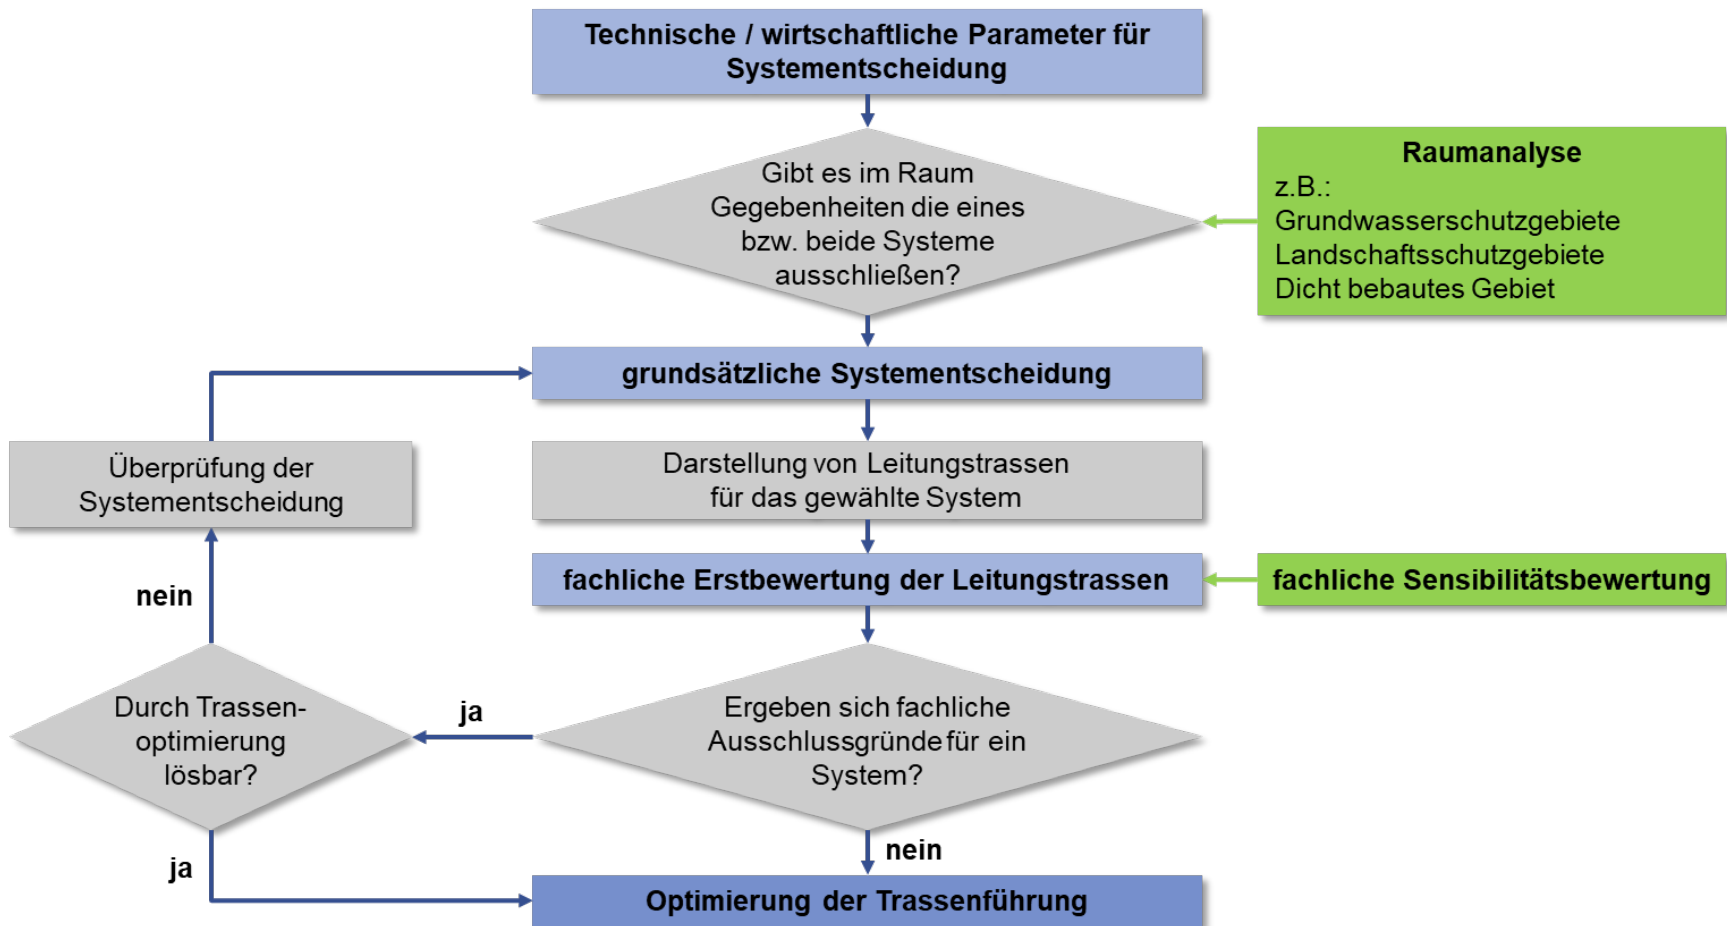 Technische / wirtschaftliche Parameter für
Systementscheidung
Gibt es im Raum
Gegebenheiten die eines
bzw. beide Systeme
ausschließen?
Raumanalyse
z.B.:
Grundwasserschutzgebiete
Landschaftsschutzgebiete
Dicht bebautes Gebiet
grundsätzliche Systementscheidung
Überprüfung der
Systementscheidung
Darstellung von Leitungstrassen
für das gewählte System
fachliche Erstbewertung der Leitungstrassen
fachliche Sensibilitätsbewertung
nein
Durch Trassen-
optimierung
lösbar?
ja
Ergeben sich fachliche
Ausschlussgründe für ein
System?
nein
ja
Optimierung der Trassenführung